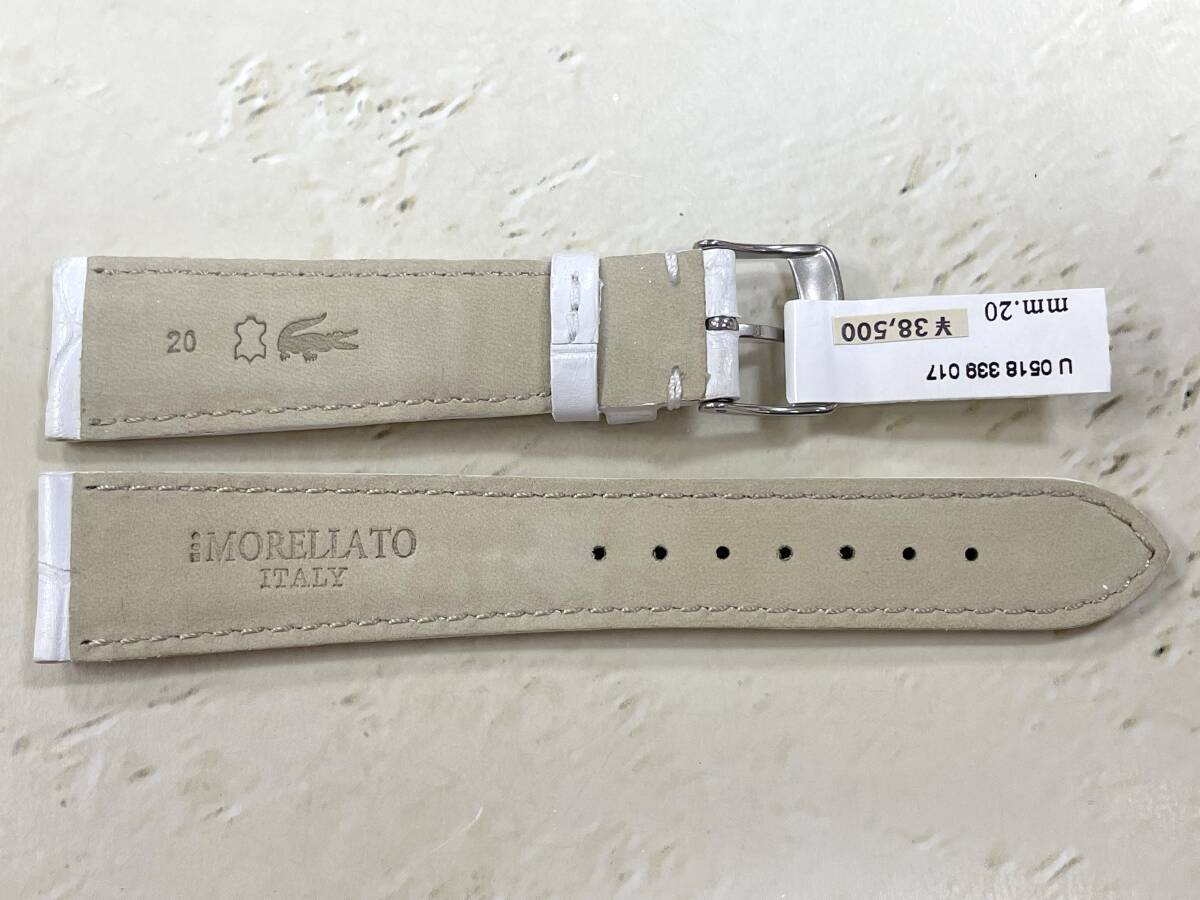 20
MORELLATO
ITALY
U 0518 339 017
¥38,500
mm.20